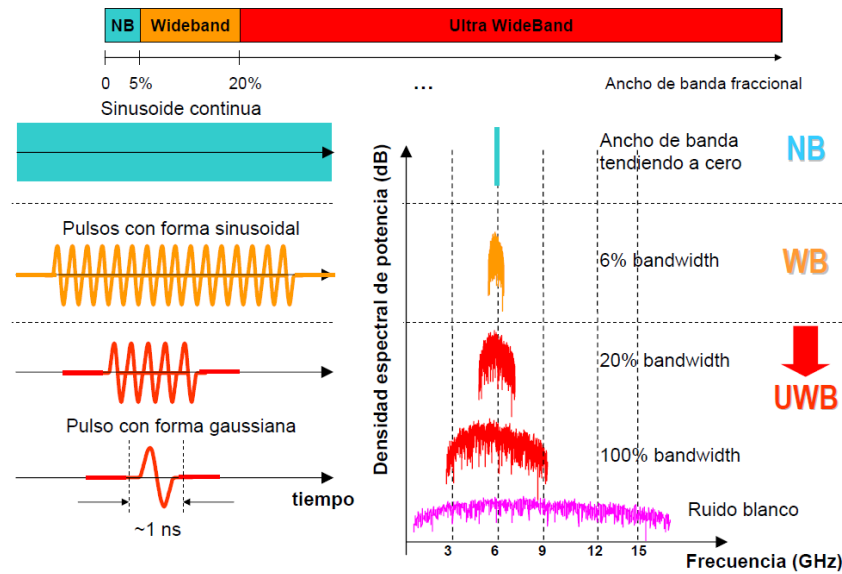 NB Wideband Ultra WideBand
0 5% 20% ... Ancho de banda fraccional
Sinusoide continua
Pulsos con forma sinusoidal
Pulso con forma gaussiana
tiempo
~1 ns
Densidad espectral de potencia (dB)
Ancho de banda
tendiendo a cero
NB
6% bandwidth
WB
20% bandwidth
UWB
100% bandwidth
Ruido blanco
3 6 9 12 15
Frecuencia (GHz)